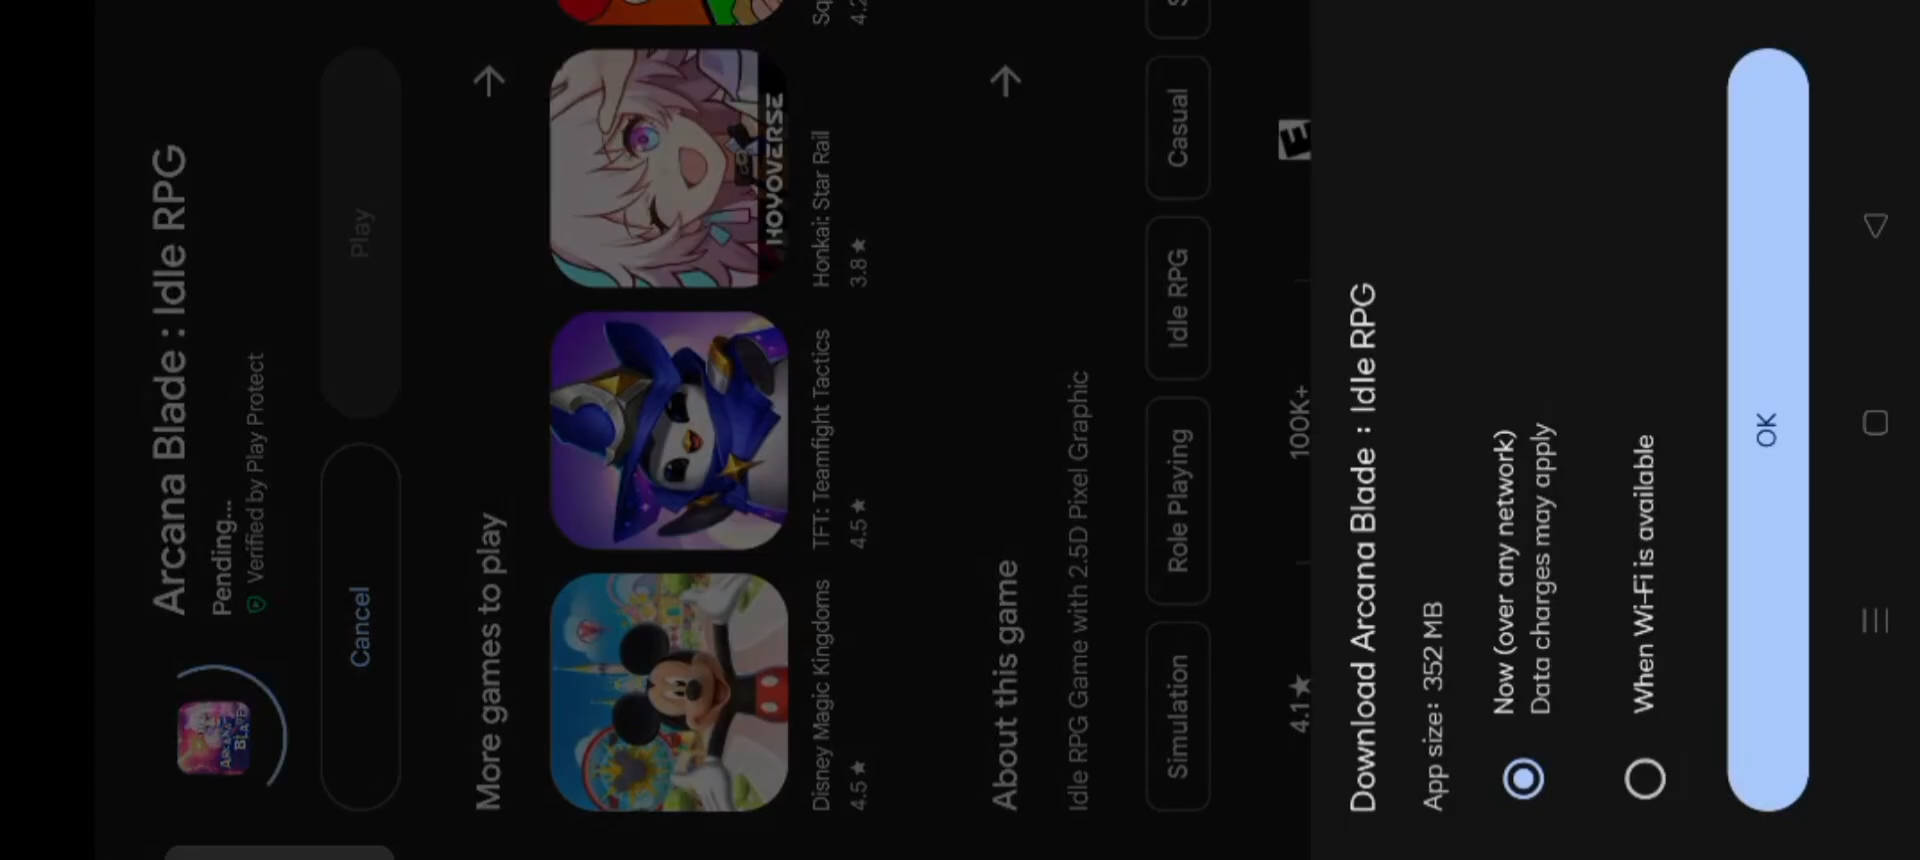 Arcana Blade : Idle RPG
Pending...
Verified by Play Protect
Cancel
Play
More games to play
HOYOVERSE
Disney Magic Kingdoms
4.5★
TFT: Teamfight Tactics
4.5★
Honkai: Star Rail
3.8★
Sq
4.2
About this game
Idle RPG Game with 2.5D Pixel Graphic
Simulation
Role Playing
Idle RPG
Casual
S
4.1★
100K+
E
Download Arcana Blade : Idle RPG
App size: 352 MB
Now (over any network)
Data charges may apply
When Wi-Fi is available
OK